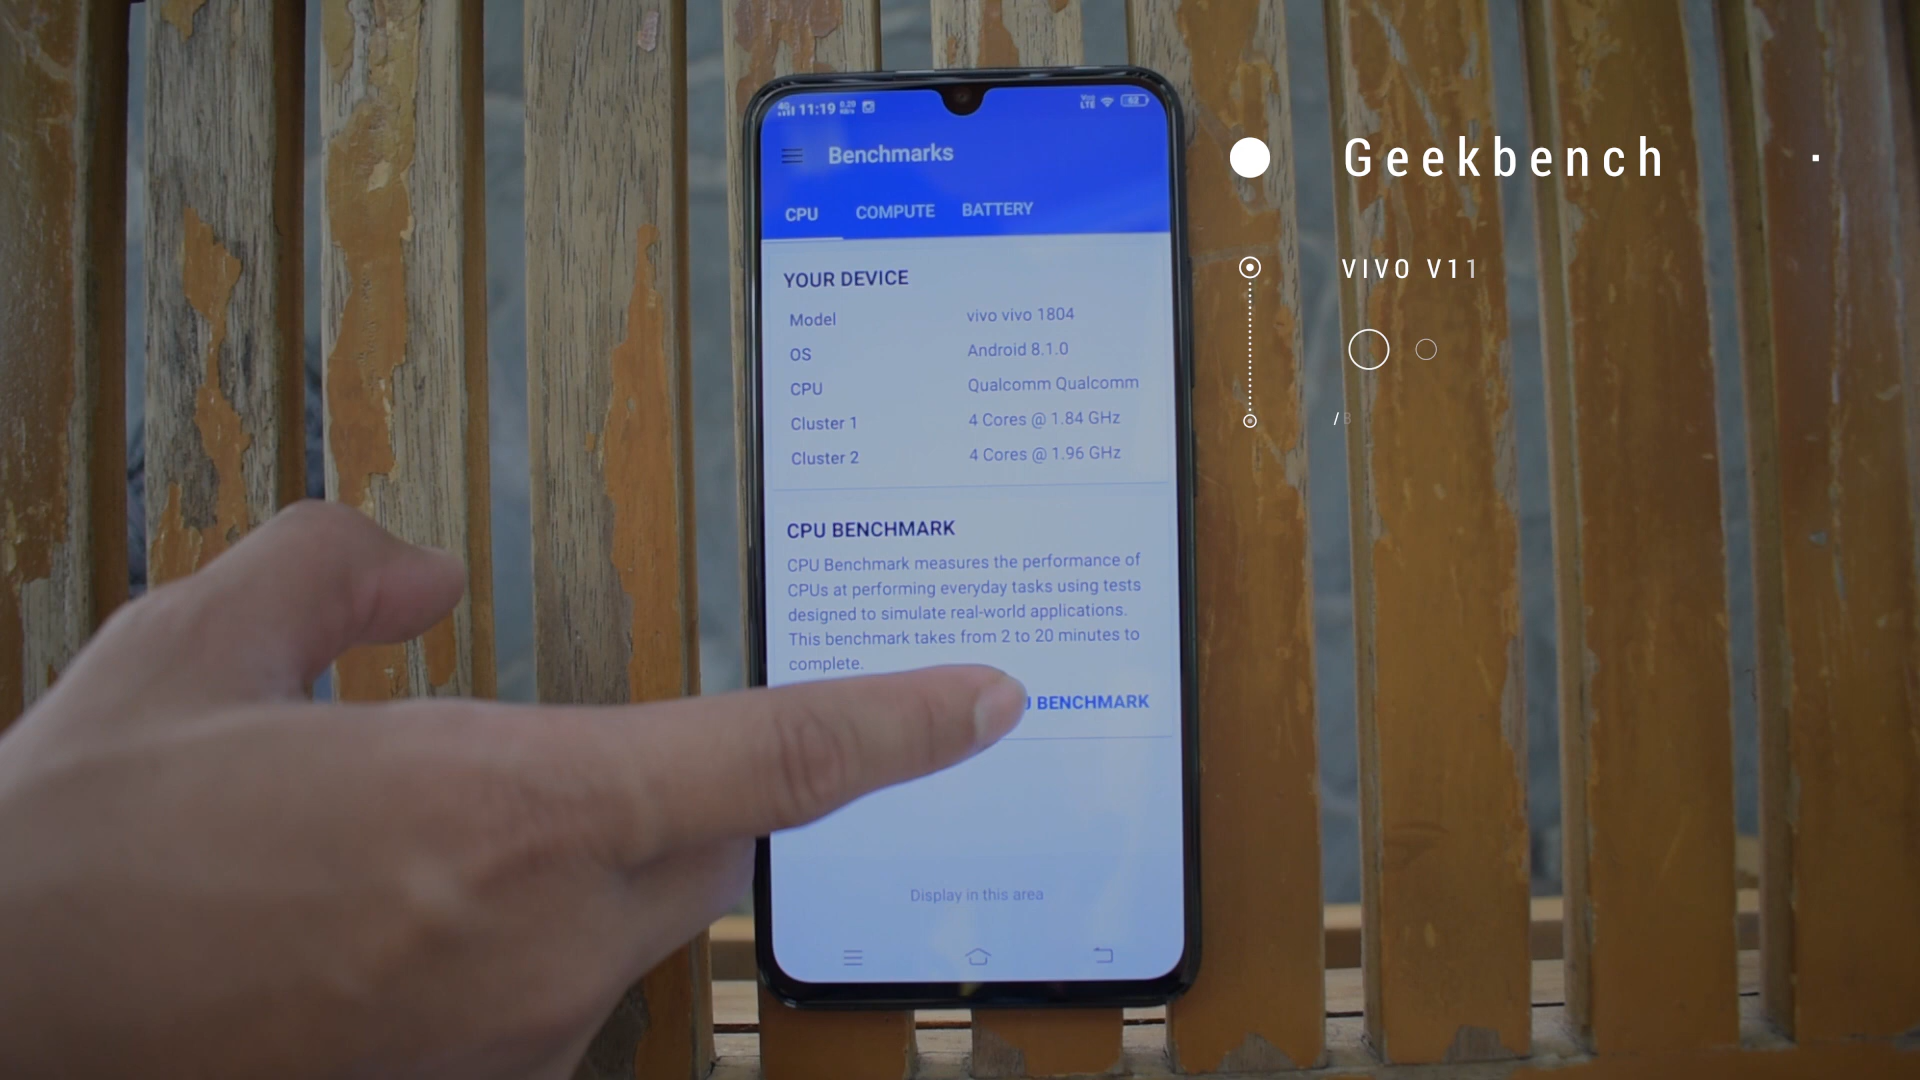 4G 11:19
Benchmarks
CPU COMPUTE BATTERY
YOUR DEVICE
Model vivo vivo 1804
OS Android 8.1.0
CPU Qualcomm Qualcomm
Cluster 1 4 Cores @ 1.84 GHz
Cluster 2 4 Cores @ 1.96 GHz
CPU BENCHMARK
CPU Benchmark measures the performance of
CPUs at performing everyday tasks using tests
designed to simulate real-world applications.
This benchmark takes from 2 to 20 minutes to
complete.
BENCHMARK
Display in this area
Geekbench
VIVO V11